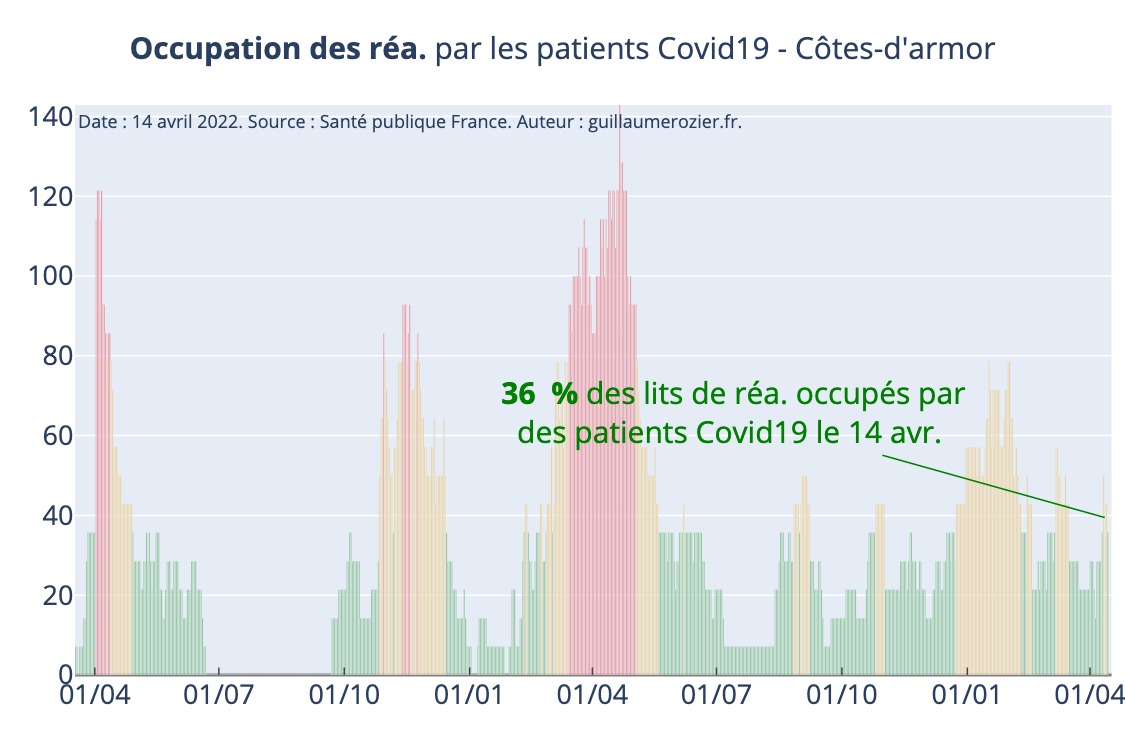 Occupation des réa. par les patients Covid19 - Côtes-d'armor
140
Date : 14 avril 2022. Source : Santé publique France. Auteur : guillaumerozier.fr.
120
100
80
36 % des lits de réa. occupés par
des patients Covid19 le 14 avr.
60
40
20
0
01/04 01/07 01/10 01/01 01/04 01/07 01/10 01/01 01/04